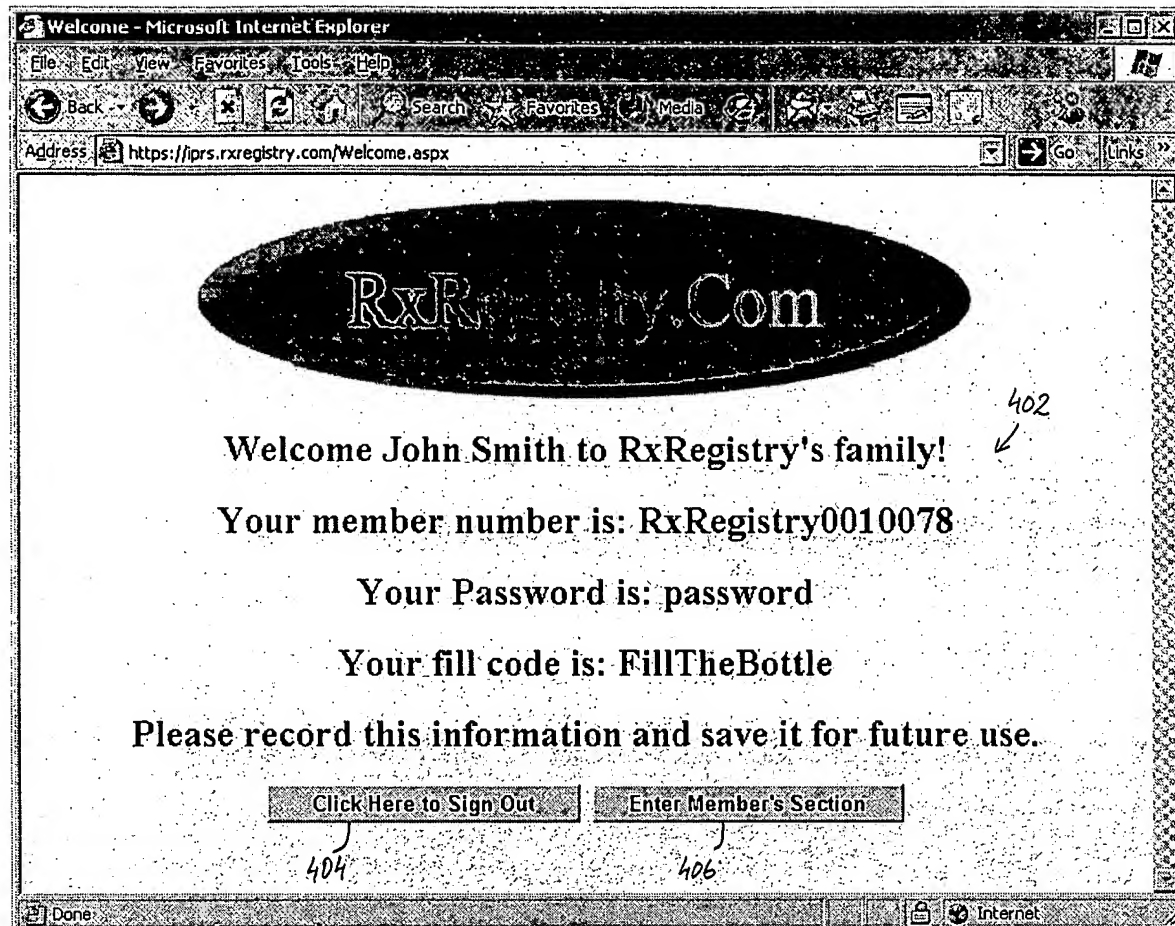 Welcome - Microsoft Internet Explorer
File Edit View Favorites Tools Help
Back Search Favorites Media
Address https://iprs.rxregistry.com/Welcome.aspx Go Links »
RxRegistry.Com
402
Welcome John Smith to RxRegistry's family!
Your member number is: RxRegistry0010078
Your Password is: password
Your fill code is: FillTheBottle
Please record this information and save it for future use.
Click Here to Sign Out Enter Member's Section
404 406
Done Internet